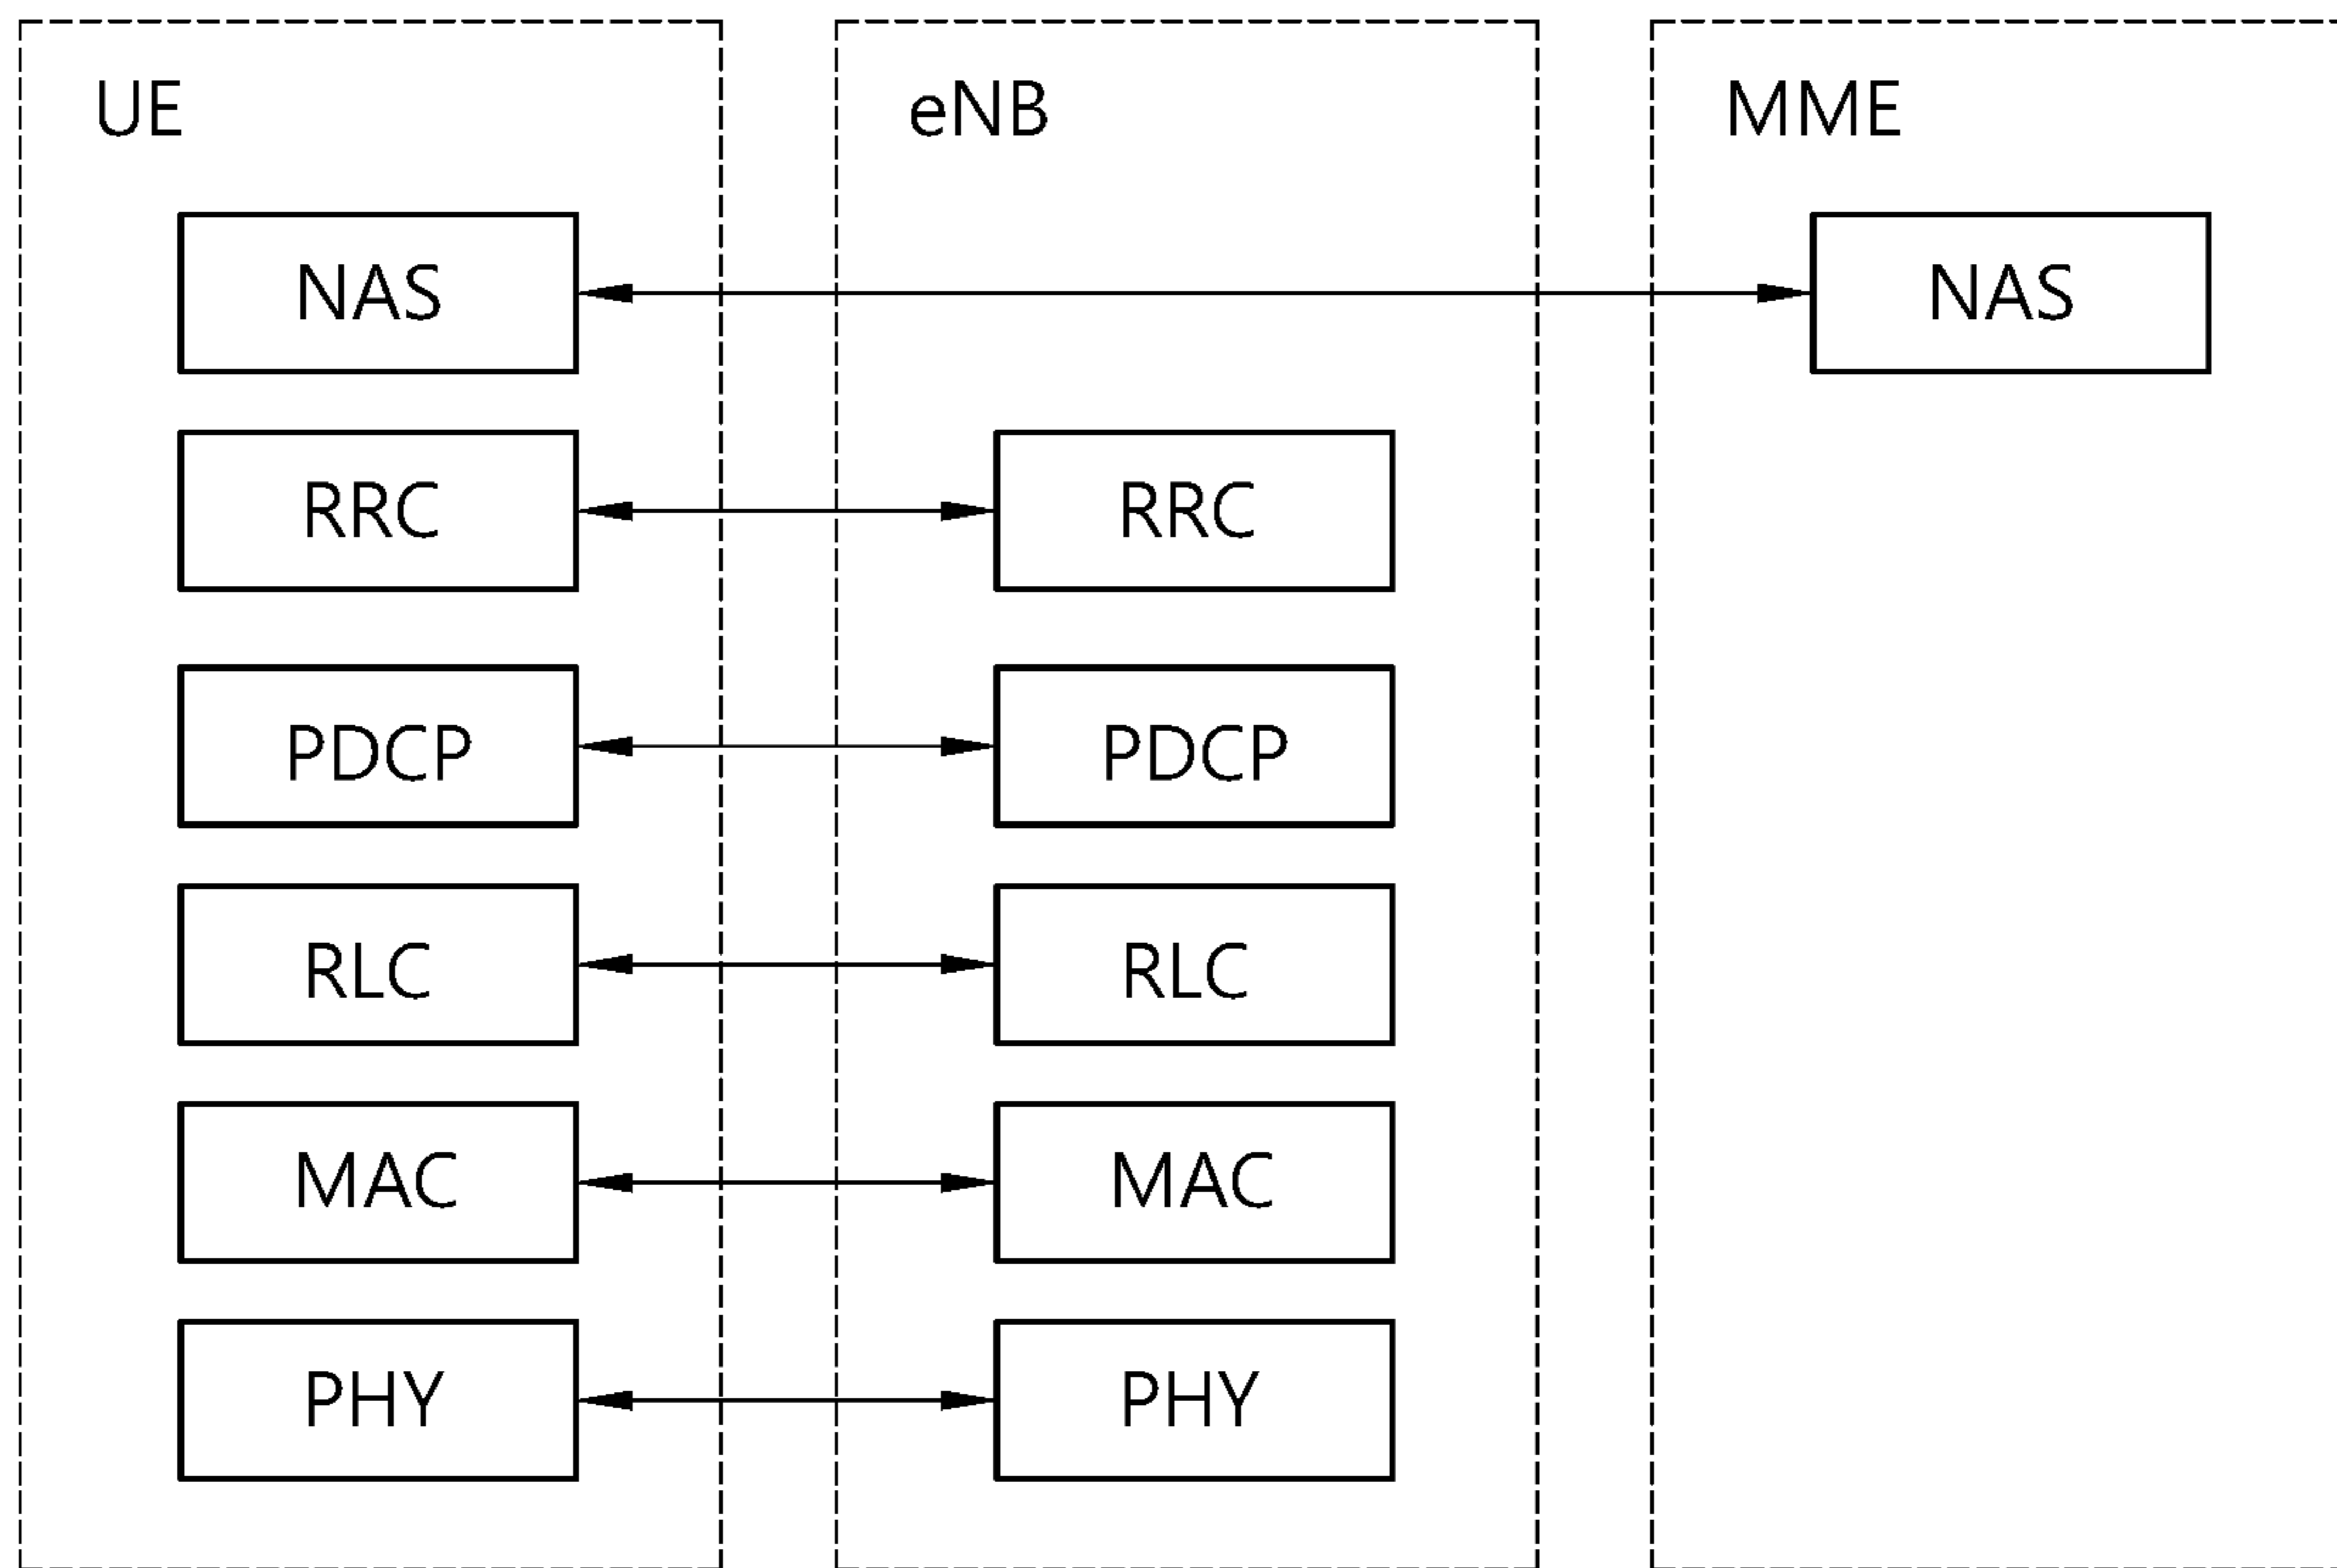 UE
eNB
MME
NAS
NAS
RRC
RRC
PDCP
PDCP
RLC
RLC
MAC
MAC
PHY
PHY